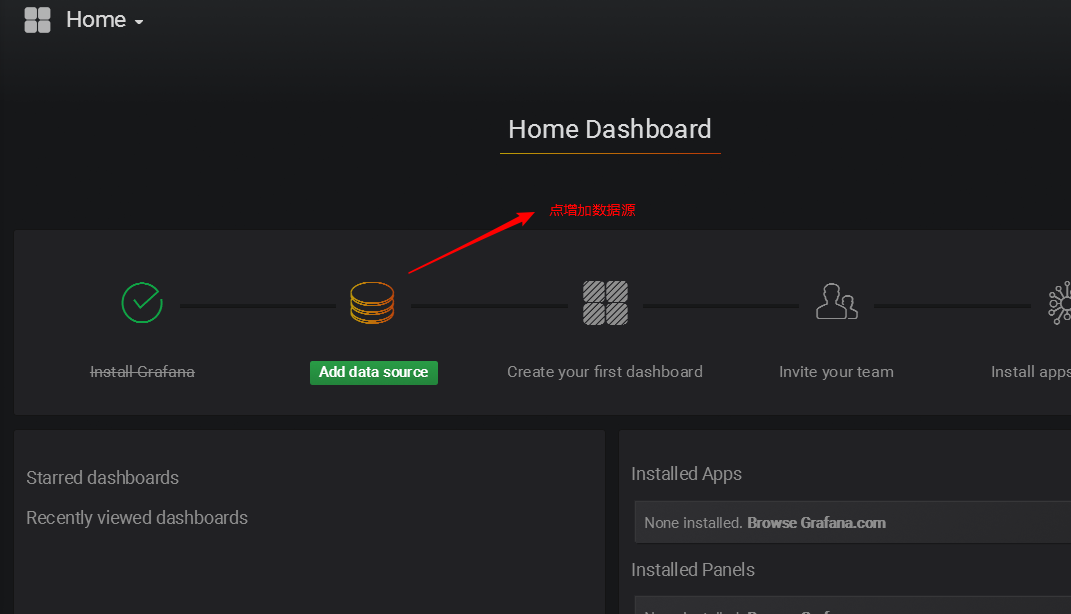 Home
Home Dashboard
点增加数据源
Install Grafana
Add data source
Create your first dashboard
Invite your team
Install apps
Starred dashboards
Recently viewed dashboards
Installed Apps
None installed. Browse Grafana.com
Installed Panels